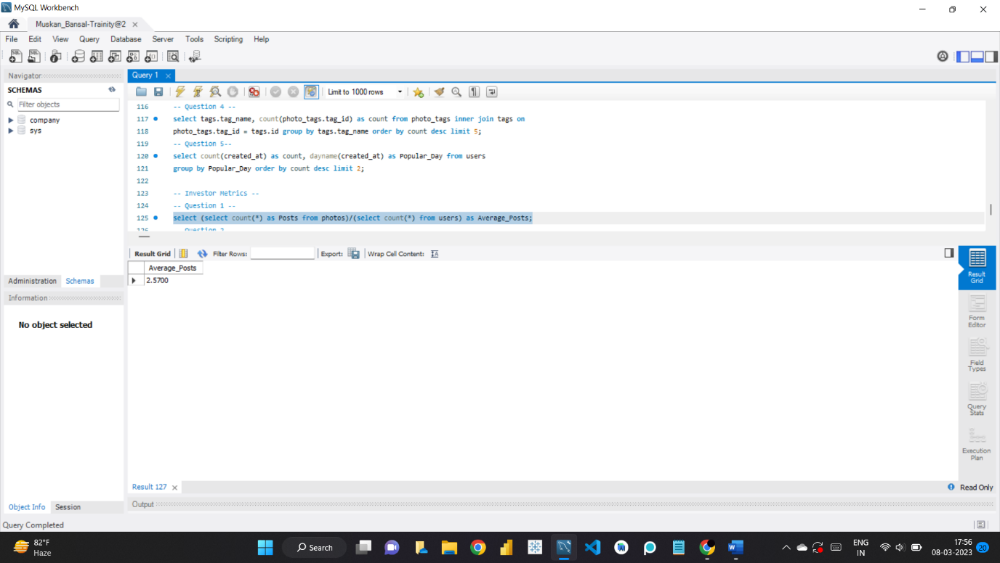 MySQL Workbench
Muskan_Bansal-Trainity@2
File Edit View Query Database Server Tools Scripting Help
Navigator
Query 1
SCHEMAS
Limit to 1000 rows
Filter objects
company
sys
116 -- Question 4 --
117 select tags.tag_name, count(photo_tags.tag_id) as count from photo_tags inner join tags on
118 photo_tags.tag_id = tags.id group by tags.tag_name order by count desc limit 5;
119 -- Question 5--
120 select count(created_at) as count, dayname(created_at) as Popular_Day from users
121 group by Popular_Day order by count desc limit 2;
122
123 -- Investor Metrics --
124 -- Question 1 --
125 select (select count(*) as Posts from photos)/(select count(*) from users) as Average_Posts;
126 -- Question 2
Result Grid Filter Rows: Export: Wrap Cell Content:
Average_Posts
2.5700
Administration Schemas
Information
No object selected
Result
Grid
Form
Editor
Field
Types
Query
Stats
Execution
Plan
Result 127
Read Only
Output
Object Info Session
Query Completed
82°F
Haze
Search
ENG
IN
17:56
08-03-2023
20